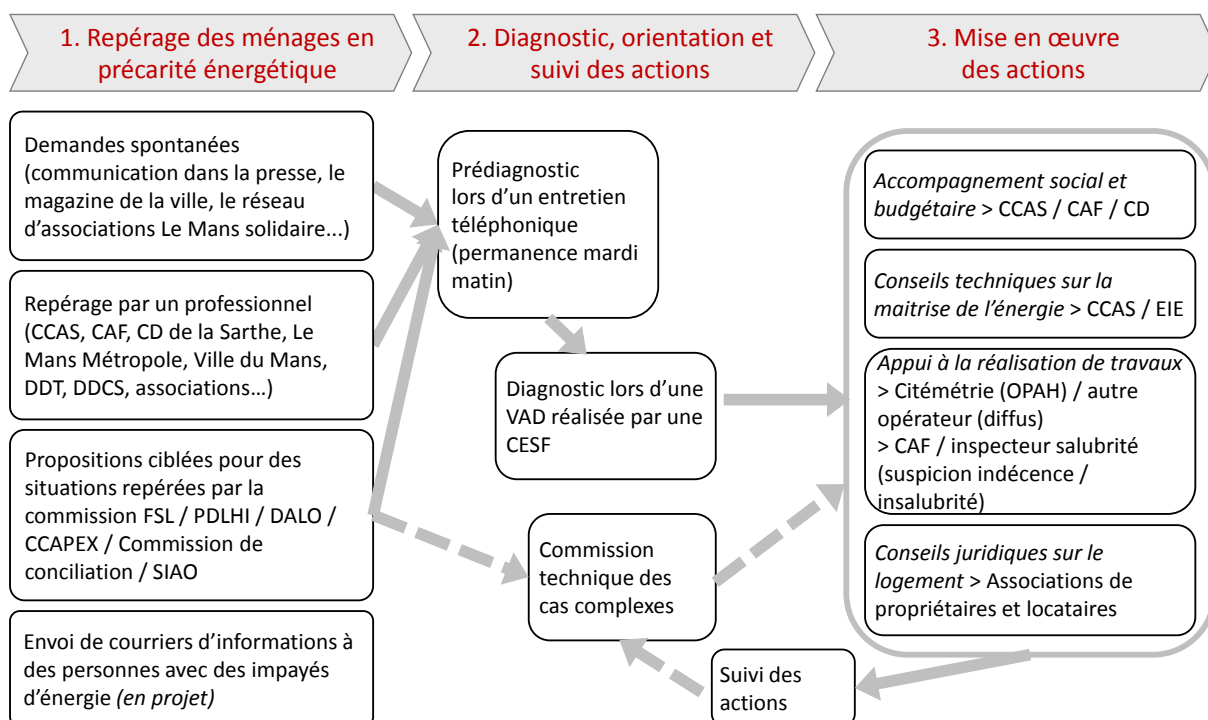 1. Repérage des ménages en
précarité énergétique
2. Diagnostic, orientation et
suivi des actions
3. Mise en œuvre
des actions
Demandes spontanées
(communication dans la presse, le
magazine de la ville, le réseau
d'associations Le Mans solidaire...)
Repérage par un professionnel
(CCAS, CAF, CD de la Sarthe, Le
Mans Métropole, Ville du Mans,
DDT, DDCS, associations…)
Propositions ciblées pour des
situations repérées par la
commission FSL / PDLHI / DALO /
CCAPEX / Commission de
conciliation / SIAO
Envoi de courriers d'informations à
des personnes avec des impayés
d'énergie (en projet)
Prédiagnostic
lors d'un entretien
téléphonique
(permanence mardi
matin)
Diagnostic lors d'une
VAD réalisée par une
CESF
Commission
technique des
cas complexes
Suivi des
actions
Accompagnement social et
budgétaire > CCAS / CAF / CD
Conseils techniques sur la
maitrise de l'énergie > CCAS / EIE
Appui à la réalisation de travaux
> Citémétrie (OPAH) / autre
opérateur (diffus)
> CAF / inspecteur salubrité
(suspicion indécence /
insalubrité)
Conseils juridiques sur le
logement > Associations de
propriétaires et locataires